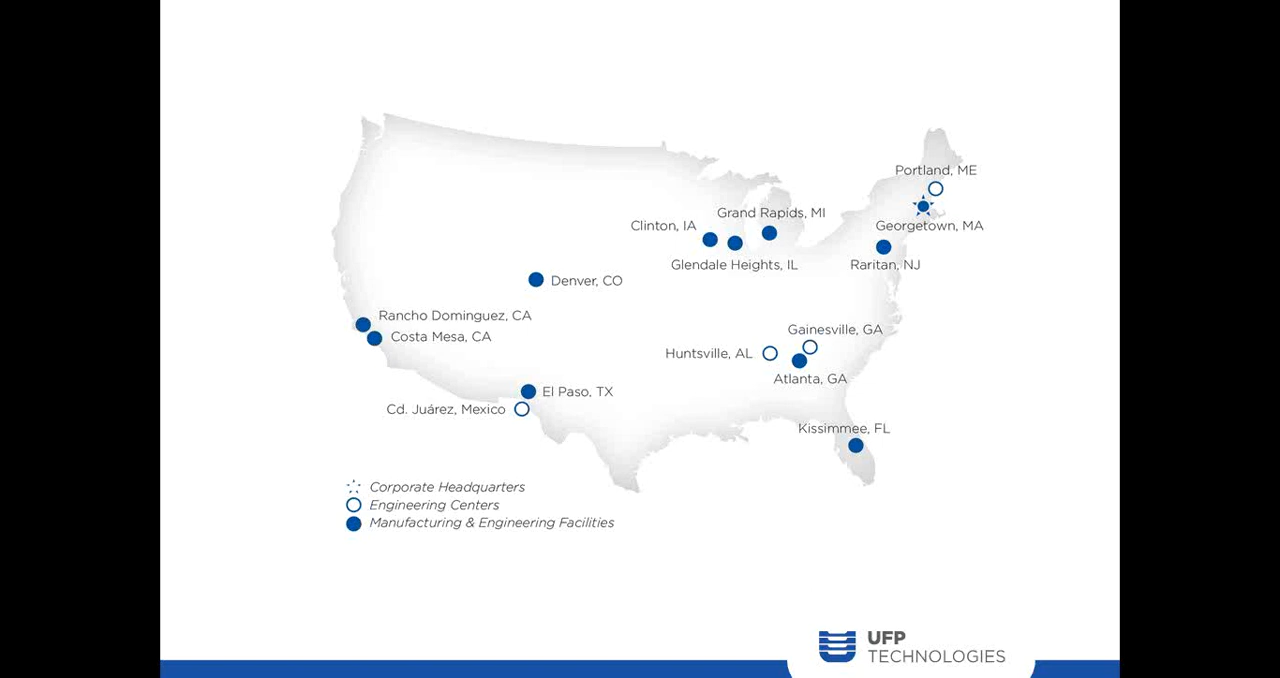 Portland, ME
Grand Rapids, MI
Clinton, IA
Georgetown, MA
Glendale Heights, IL
Raritan, NJ
Denver, CO
Rancho Dominguez, CA
Costa Mesa, CA
Gainesville, GA
Huntsville, AL
Atlanta, GA
El Paso, TX
Cd. Juárez, Mexico
Kissimmee, FL
Corporate Headquarters
Engineering Centers
Manufacturing & Engineering Facilities
UFP
TECHNOLOGIES